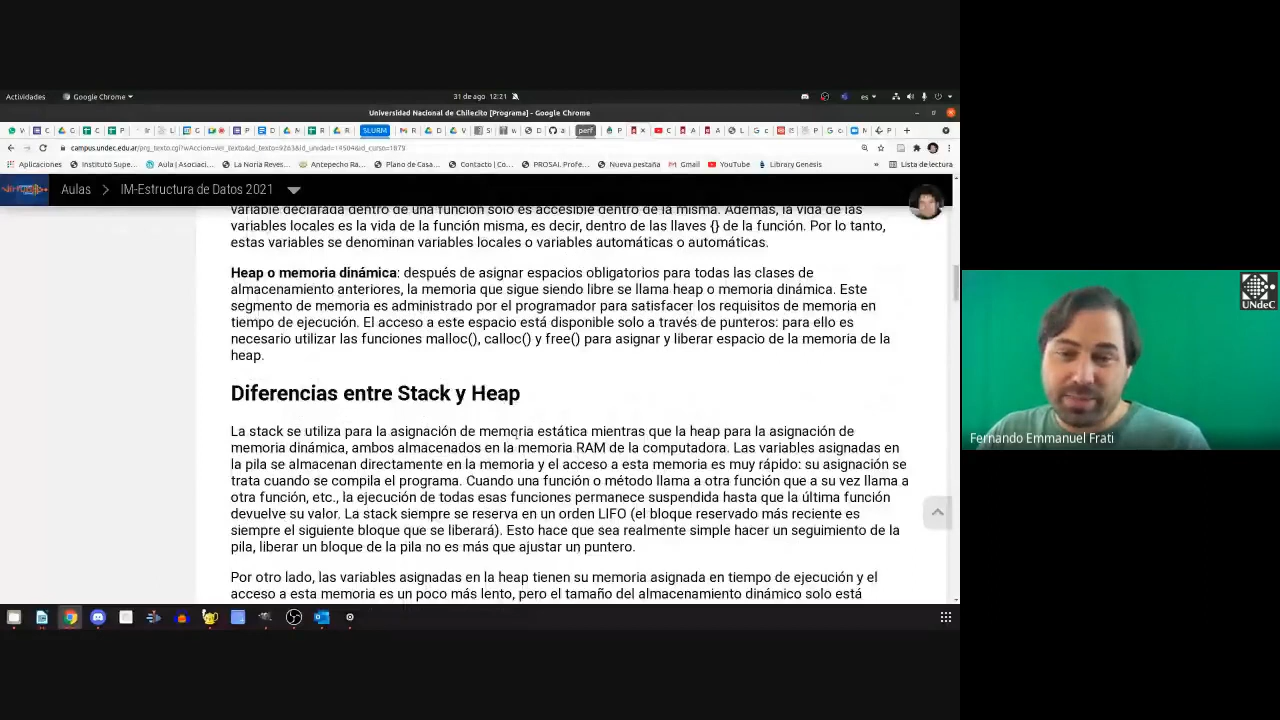 Actividades
Google Chrome
31 de ago 12:21
es
Universidad Nacional de Chilecito [Programa] - Google Chrome
SLURM
perf
Aplicaciones
Instituto Supe...
Aula | Asociaci...
La Noria Reyes...
Antepecho Ra...
Plano de Casa...
Contacto | Co...
PROSAI. Profe...
Nueva pestaña
Gmail
YouTube
Library Genesis
»
Lista de lectura
Aulas
IM-Estructura de Datos 2021
variable declarada dentro de una función solo es accesible dentro de la misma. Además, la vida de las
variables locales es la vida de la función misma, es decir, dentro de las llaves {} de la función. Por lo tanto,
estas variables se denominan variables locales o variables automáticas o automáticas.
Heap o memoria dinámica: después de asignar espacios obligatorios para todas las clases de
almacenamiento anteriores, la memoria que sigue siendo libre se llama heap o memoria dinámica. Este
segmento de memoria es administrado por el programador para satisfacer los requisitos de memoria en
tiempo de ejecución. El acceso a este espacio está disponible solo a través de punteros: para ello es
necesario utilizar las funciones malloc(), calloc() y free() para asignar y liberar espacio de la memoria de la
heap.
Diferencias entre Stack y Heap
La stack se utiliza para la asignación de memoria estática mientras que la heap para la asignación de
memoria dinámica, ambos almacenados en la memoria RAM de la computadora. Las variables asignadas en
la pila se almacenan directamente en la memoria y el acceso a esta memoria es muy rápido: su asignación se
trata cuando se compila el programa. Cuando una función o método llama a otra función que a su vez llama a
otra función, etc., la ejecución de todas esas funciones permanece suspendida hasta que la última función
devuelve su valor. La stack siempre se reserva en un orden LIFO (el bloque reservado más reciente es
siempre el siguiente bloque que se liberará). Esto hace que sea realmente simple hacer un seguimiento de la
pila, liberar un bloque de la pila no es más que ajustar un puntero.
Por otro lado, las variables asignadas en la heap tienen su memoria asignada en tiempo de ejecución y el
acceso a esta memoria es un poco más lento, pero el tamaño del almacenamiento dinámico solo está
UNdeC
Fernando Emmanuel Frati